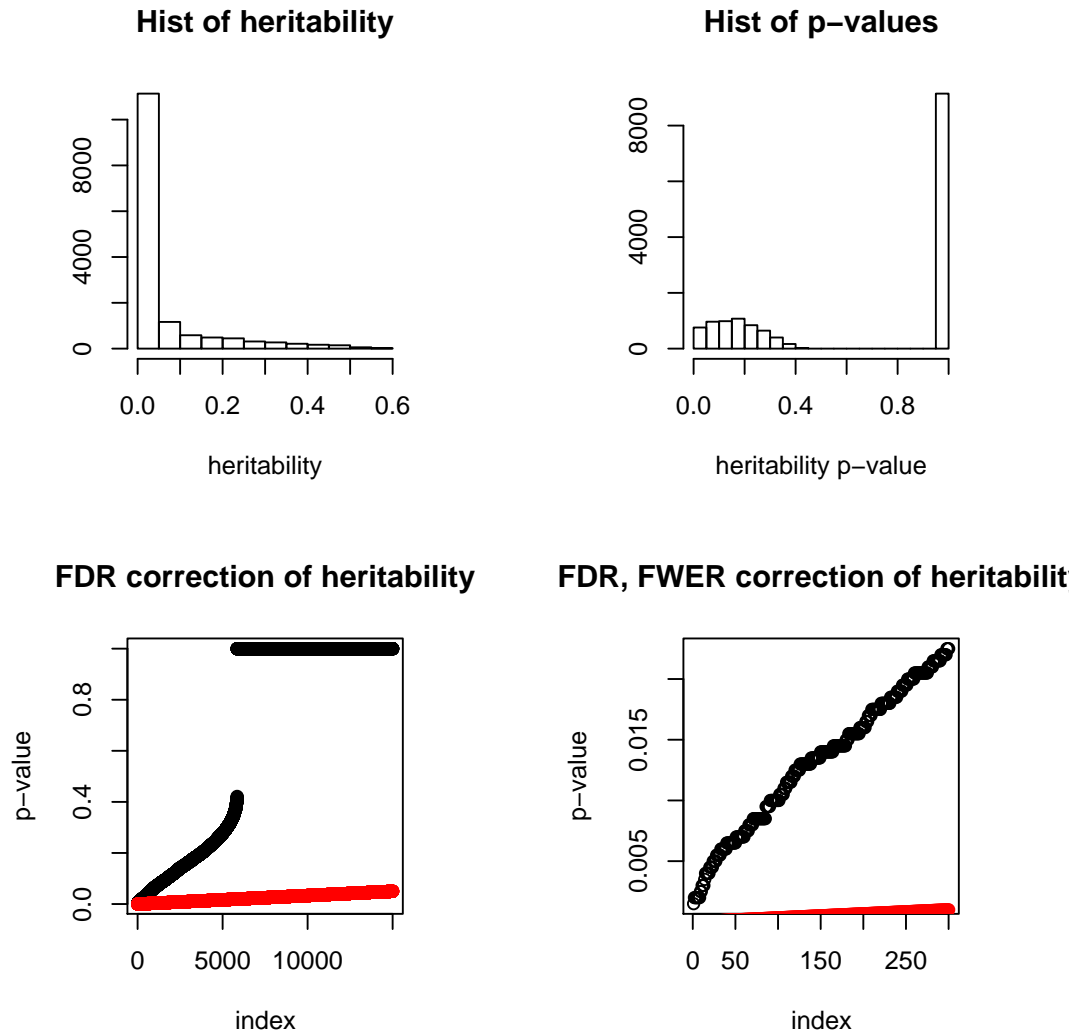 Hist of heritability
8000
4000
0
0.0 0.2 0.4 0.6
heritability
Hist of p−values
8000
4000
0
0.0 0.4 0.8
heritability p−value
FDR correction of heritability
0.8
0.4
0.0
p−value
0 5000 10000
index
FDR, FWER correction of heritability
0.015
0.005
p−value
0 50 150 250
index